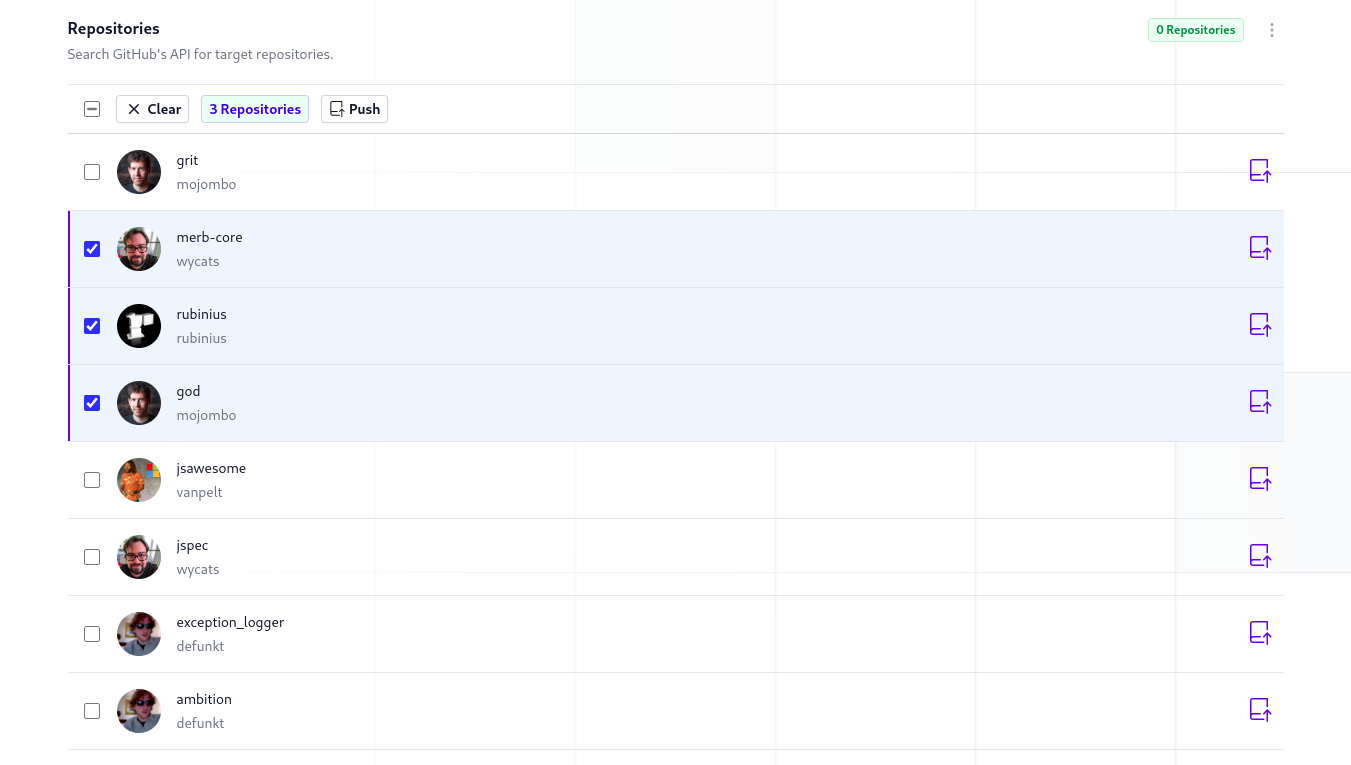 Repositories
0 Repositories
Search GitHub's API for target repositories.
Clear
3 Repositories
Push
grit
mojombo
merb-core
wycats
rubinius
rubinius
god
mojombo
jsawesome
vanpelt
jspec
wycats
exception_logger
defunkt
ambition
defunkt